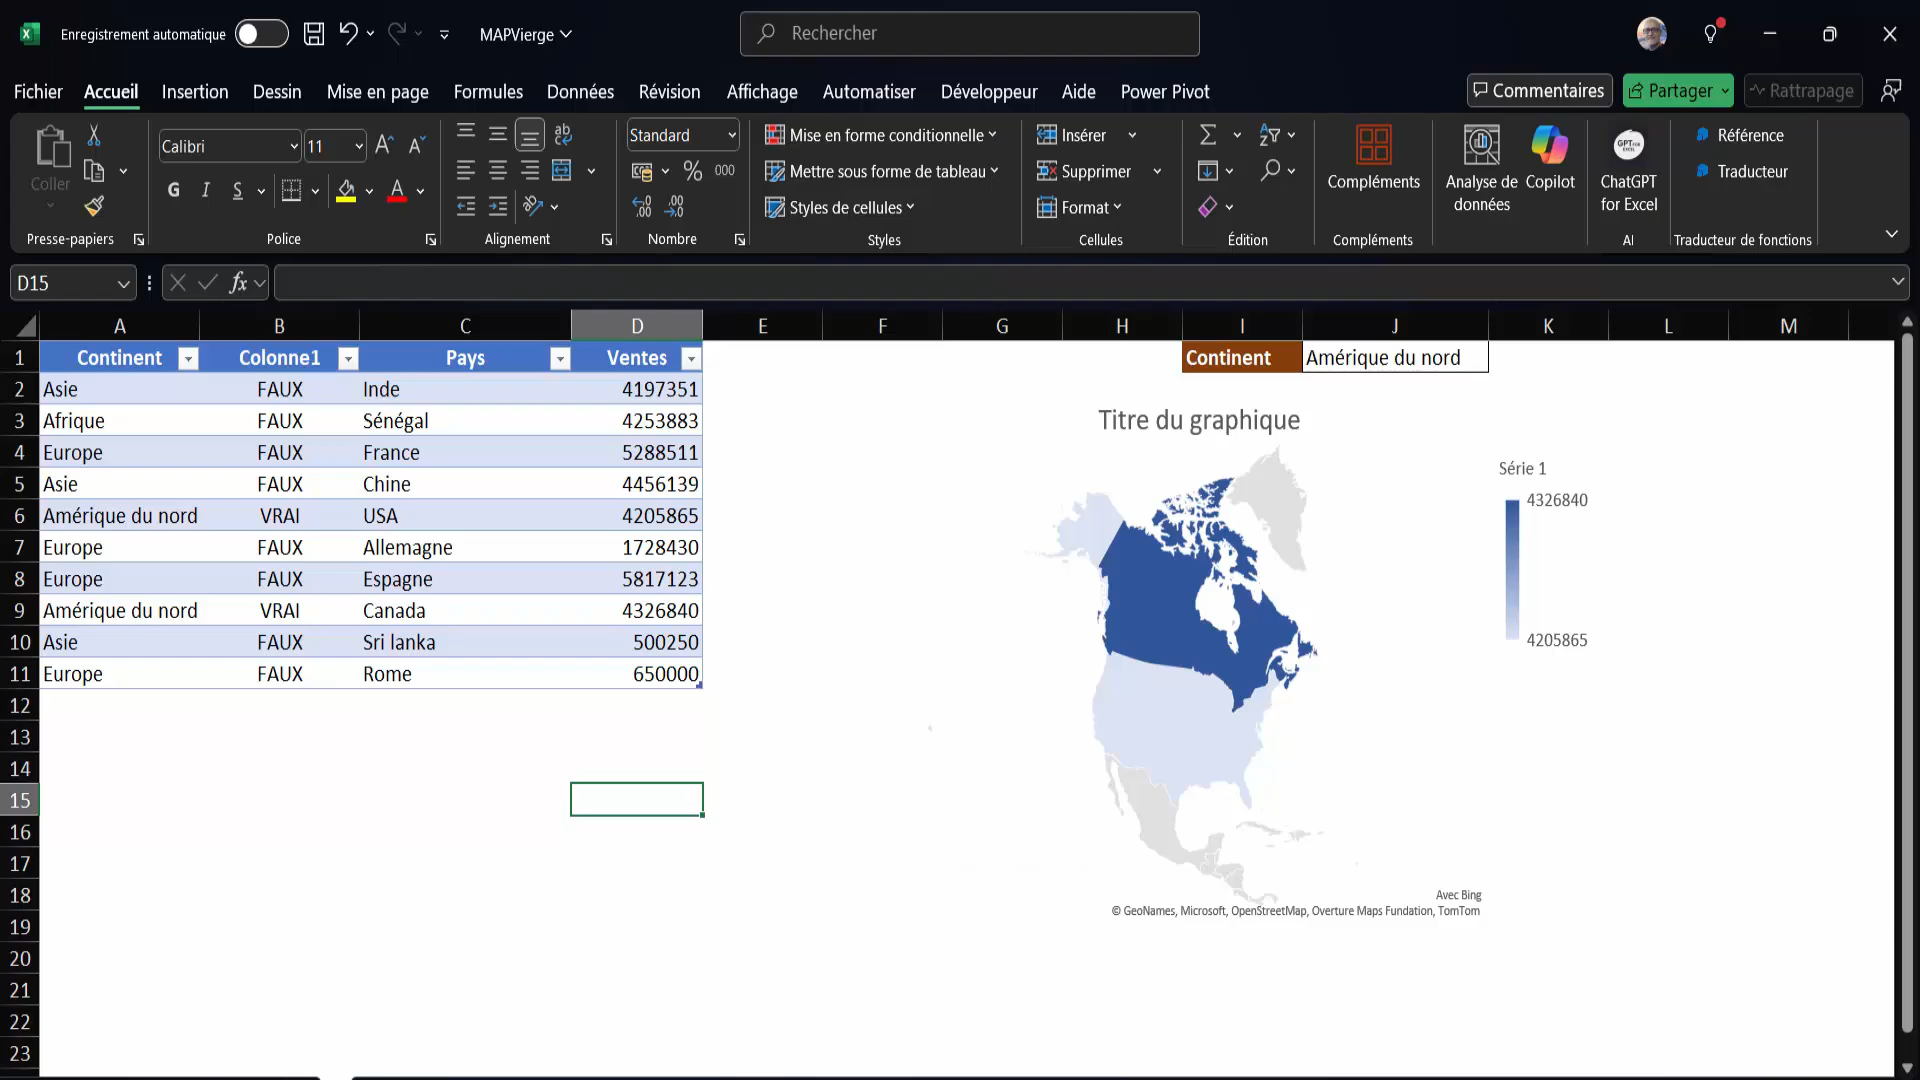 Enregistrement automatique
MAPVierge
Rechercher
Fichier Accueil Insertion Dessin Mise en page Formules Données Révision Affichage Automatiser Développeur Aide Power Pivot
Commentaires Partager Rattrapage
Coller
Presse-papiers
Calibri 11
G I S
Police
ab
Alignement
Standard
% 000
Nombre
Mise en forme conditionnelle
Mettre sous forme de tableau
Styles de cellules
Styles
Insérer
Supprimer
Format
Cellules
Édition
Compléments
Compléments
Analyse de données
Copilot
ChatGPT for Excel
AI
Référence
Traducteur
Traducteur de fonctions
D15
fx
A B C D E F G H I J K L M
1 Continent Colonne1 Pays Ventes Continent Amérique du nord
2 Asie FAUX Inde 4197351
3 Afrique FAUX Sénégal 4253883
4 Europe FAUX France 5288511
5 Asie FAUX Chine 4456139
6 Amérique du nord VRAI USA 4205865
7 Europe FAUX Allemagne 1728430
8 Europe FAUX Espagne 5817123
9 Amérique du nord VRAI Canada 4326840
10 Asie FAUX Sri lanka 500250
11 Europe FAUX Rome 650000
12
13
14
15
16
17
18
19
20
21
22
23
Titre du graphique
Série 1
4326840
4205865
Avec Bing
© GeoNames, Microsoft, OpenStreetMap, Overture Maps Fundation, TomTom